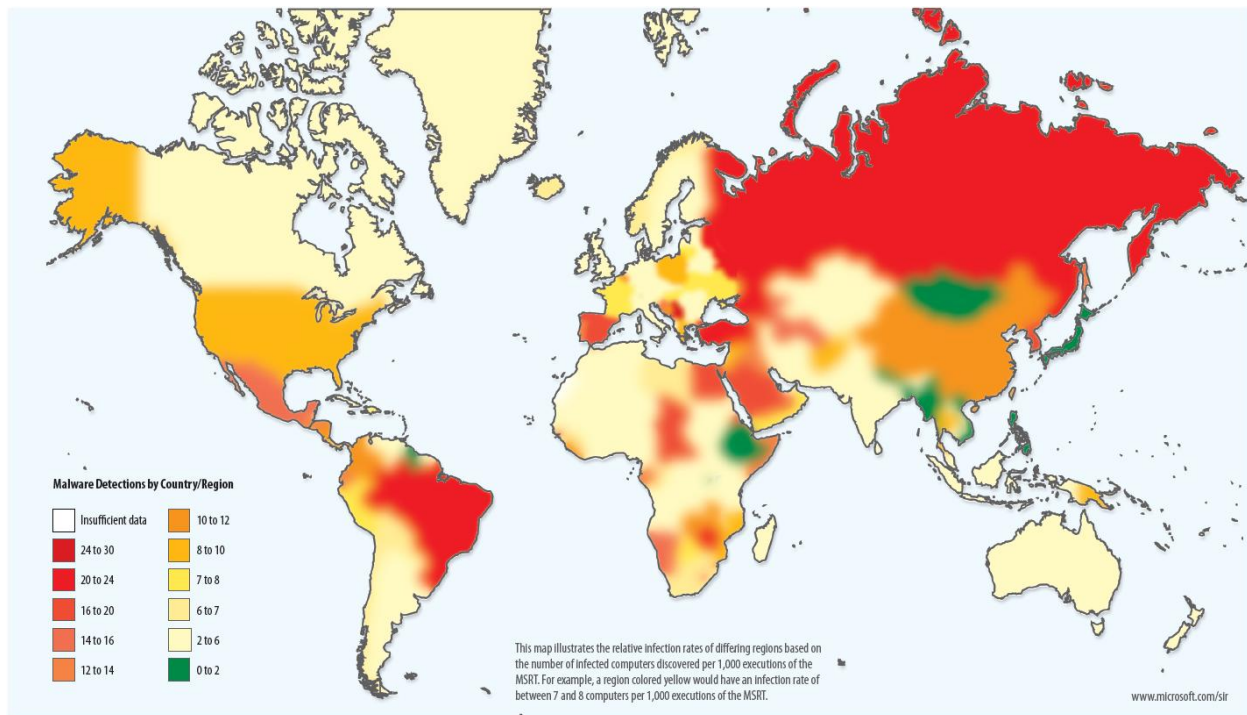 Malware Detections by Country/Region
Insufficient data
24 to 30
20 to 24
16 to 20
14 to 16
12 to 14
10 to 12
8 to 10
7 to 8
6 to 7
2 to 6
0 to 2
This map illustrates the relative infection rates of differing regions based on
the number of infected computers discovered per 1,000 executions of the
MSRT. For example, a region colored yellow would have an infection rate of
between 7 and 8 computers per 1,000 executions of the MSRT.
www.microsoft.com/sir